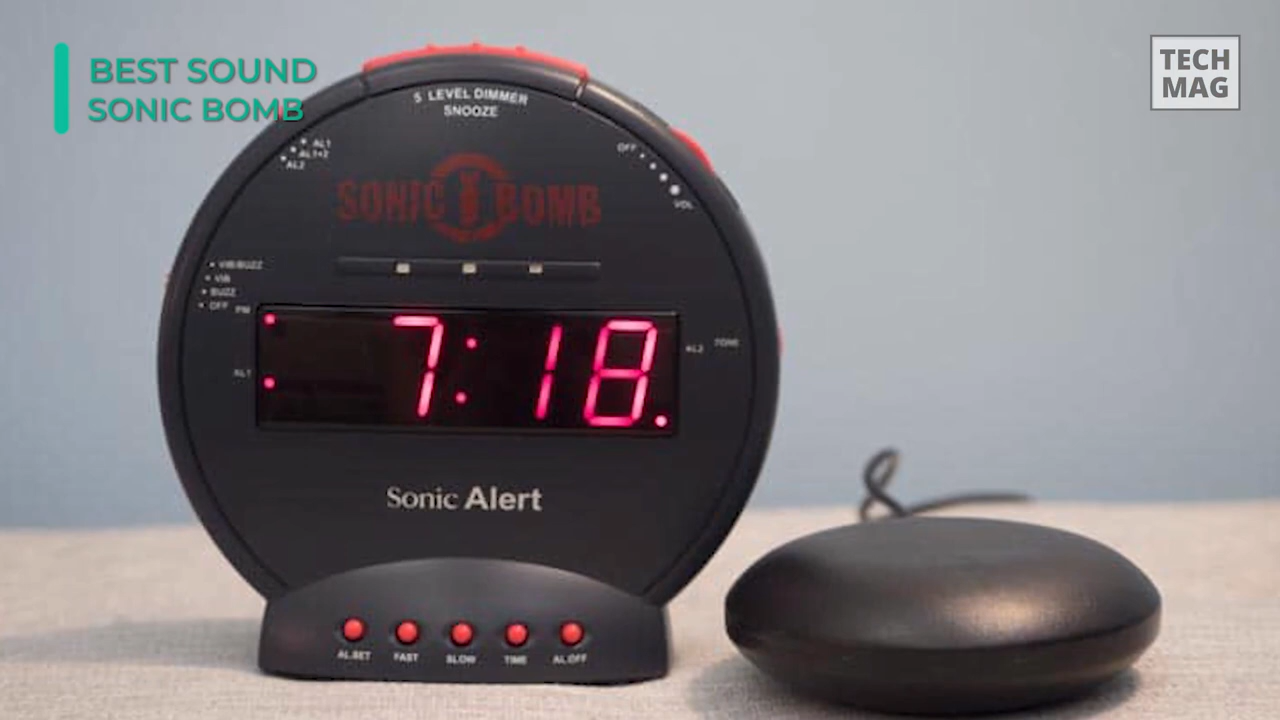 BEST SOUND
SONIC BOMB
TECH
MAG
5 LEVEL DIMMER
SNOOZE
AL1
AL1+2
AL2
OFF
VOL
SONIC BOMB
VIB/BUZZ
VIB
BUZZ
OFF
PM
7:18
AL1
AL2 TONE
Sonic Alert
AL.SET FAST SLOW TIME AL.OFF